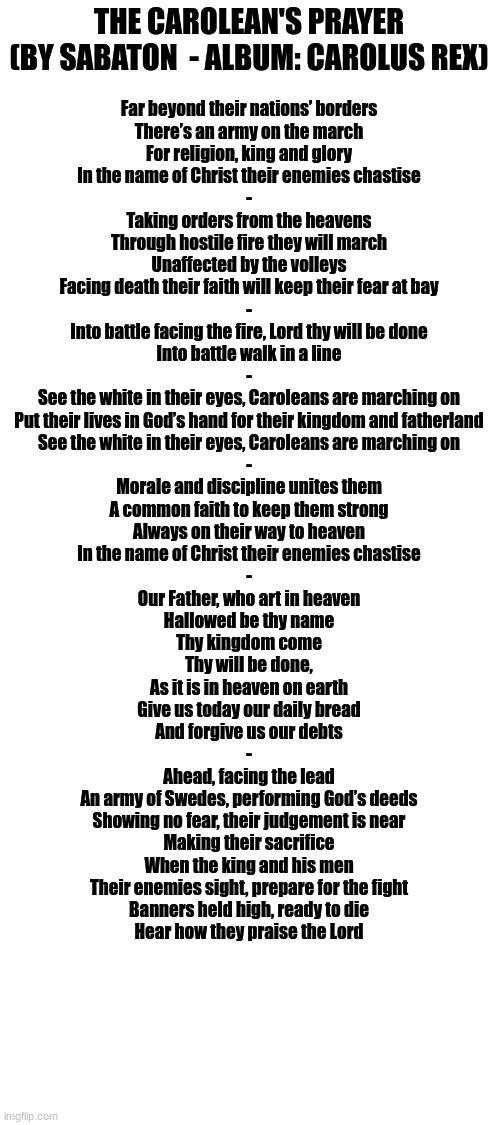 THE CAROLEAN'S PRAYER
(BY SABATON - ALBUM: CAROLUS REX)
Far beyond their nations' borders
There's an army on the march
For religion, king and glory
In the name of Christ their enemies chastise
-
Taking orders from the heavens
Through hostile fire they will march
Unaffected by the volleys
Facing death their faith will keep their fear at bay
-
Into battle facing the fire, Lord thy will be done
Into battle walk in a line
-
See the white in their eyes, Caroleans are marching on
Put their lives in God's hand for their kingdom and fatherland
See the white in their eyes, Caroleans are marching on
-
Morale and discipline unites them
A common faith to keep them strong
Always on their way to heaven
In the name of Christ their enemies chastise
-
Our Father, who art in heaven
Hallowed be thy name
Thy kingdom come
Thy will be done,
As it is in heaven on earth
Give us today our daily bread
And forgive us our debts
-
Ahead, facing the lead
An army of Swedes, performing God's deeds
Showing no fear, their judgement is near
Making their sacrifice
When the king and his men
Their enemies sight, prepare for the fight
Banners held high, ready to die
Hear how they praise the Lord
imgflip.com